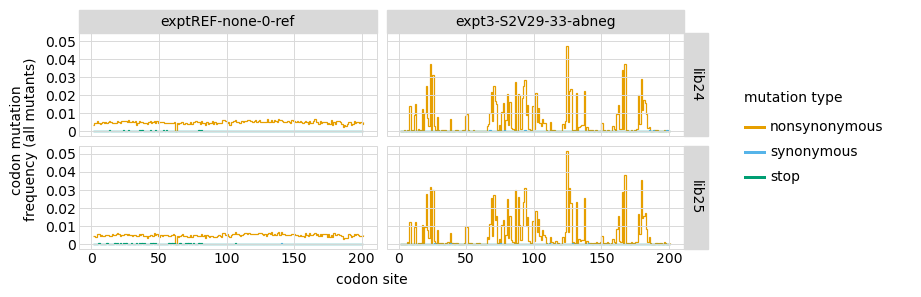 exptREF-none-0-ref
expt3-S2V29-33-abneg
0.05
0.04
0.03
0.02
0.01
0
lib24
0.05
0.04
0.03
0.02
0.01
0
lib25
0
50
100
150
200
0
50
100
150
200
codon site
codon mutation
frequency (all mutants)
mutation type
nonsynonymous
synonymous
stop